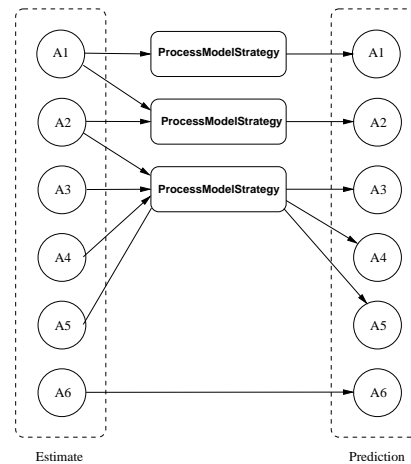 A1 ProcessModelStrategy A1
A2 ProcessModelStrategy A2
A3 ProcessModelStrategy A3
A4 A4
A5 A5
A6 A6
Estimate Prediction